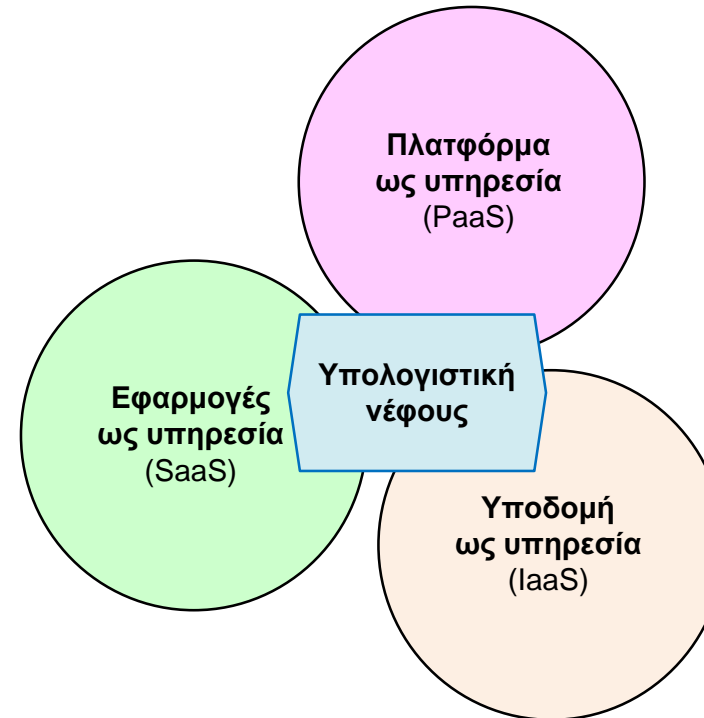 Πλατφόρμα
ως υπηρεσία
(PaaS)
Υπολογιστική
νέφους
Εφαρμογές
ως υπηρεσία
(SaaS)
Υποδομή
ως υπηρεσία
(IaaS)